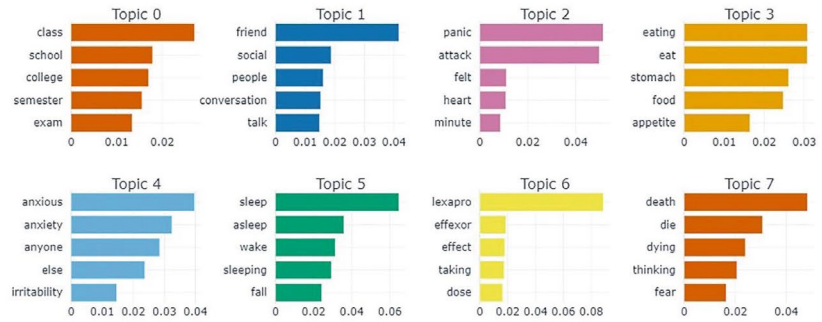 Topic 0
class
school
college
semester
exam
0 0.01 0.02
Topic 1
friend
social
people
conversation
talk
0 0.01 0.02 0.03 0.04
Topic 2
panic
attack
felt
heart
minute
0 0.02 0.04
Topic 3
eating
eat
stomach
food
appetite
0 0.01 0.02 0.03
Topic 4
anxious
anxiety
anyone
else
irritability
0 0.01 0.02 0.03 0.04
Topic 5
sleep
asleep
wake
sleeping
fall
0 0.02 0.04 0.06
Topic 6
lexapro
effexor
effect
taking
dose
0 0.02 0.04 0.06 0.08
Topic 7
death
die
dying
thinking
fear
0 0.02 0.04